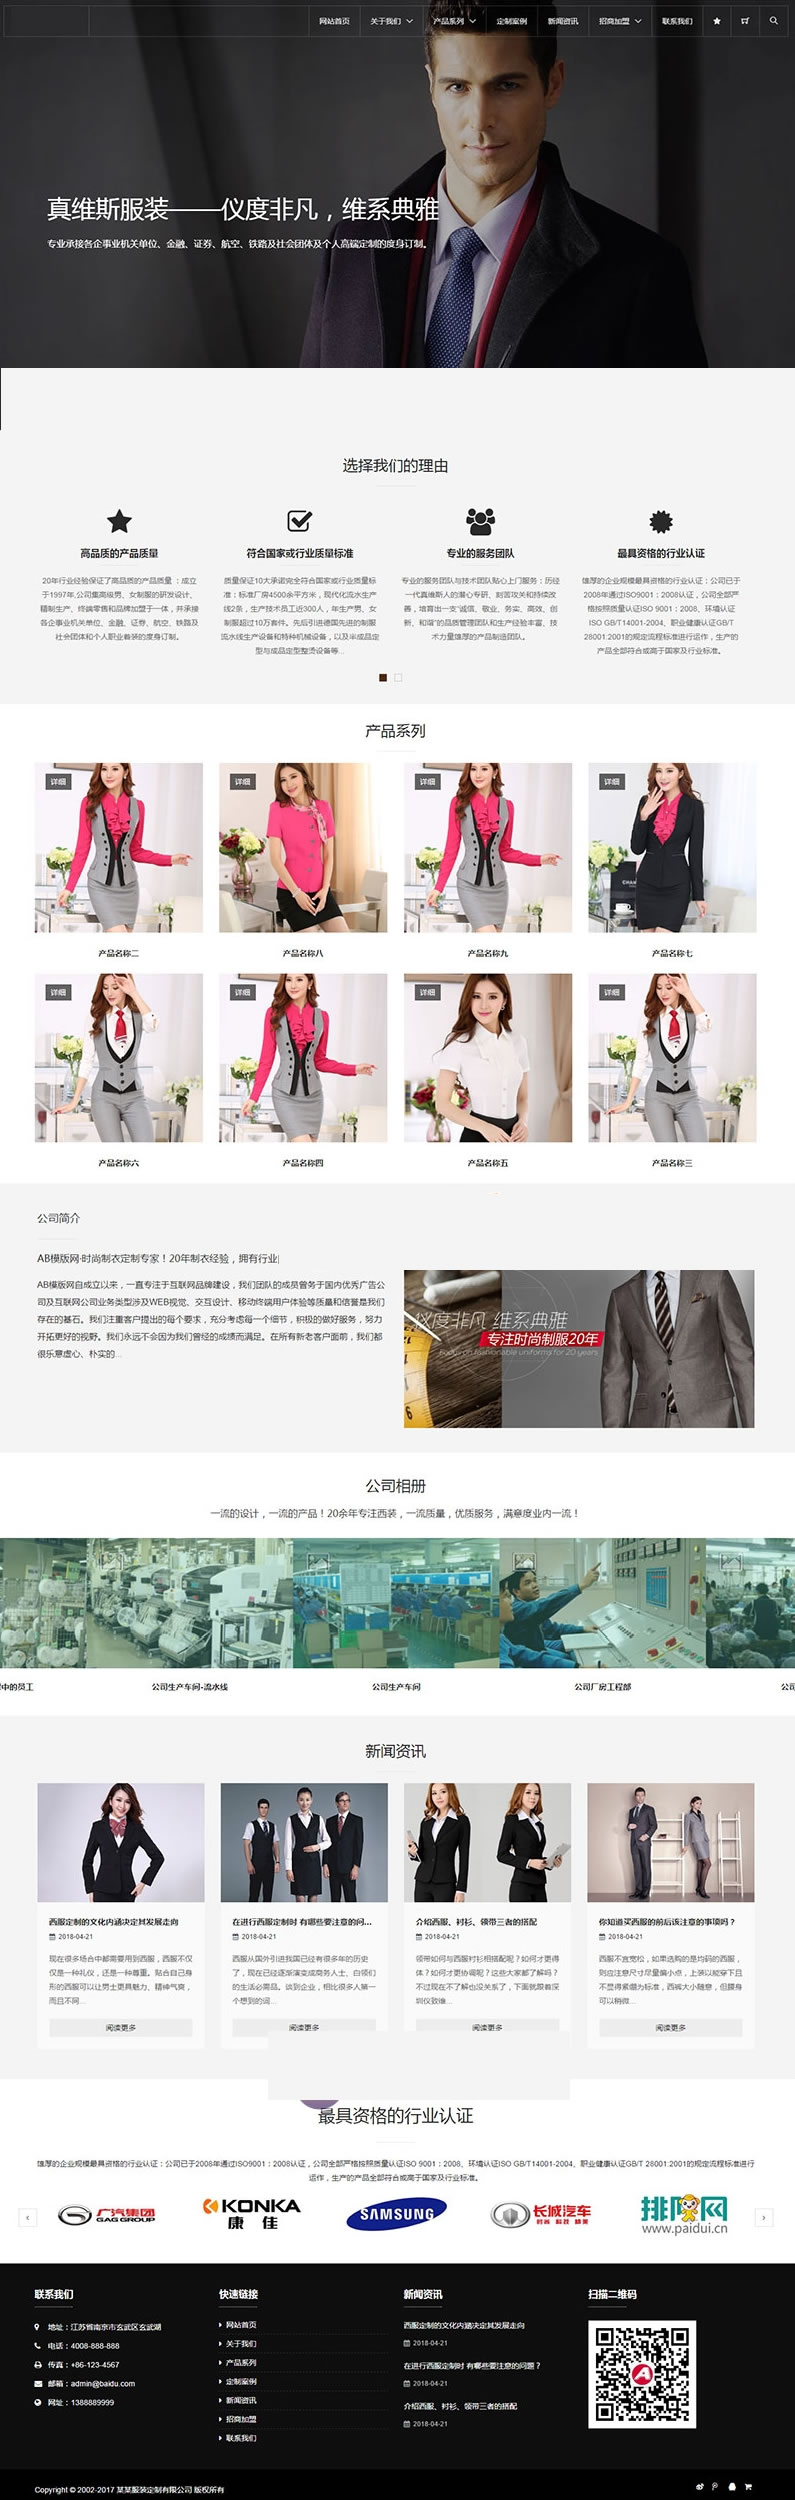 网站首页 关于我们 产品系列 定制案例 新闻资讯 招商加盟 联系我们
真维斯服装——仪度非凡，维系典雅
专业承接各企事业机关单位、金融、证券、航空、铁路及社会团体及个人高端定制的度身订制。
选择我们的理由
高品质的产品质量
20年行业经验保证了高品质的产品质量：成立
于1997年,公司集高级男、女制服的研发设计、
精制生产、终端零售和品牌加盟于一体，并承接
各企事业机关单位、金融、证券、航空、铁路及
社会团体和个人职业着装的度身订制。
符合国家或行业质量标准
质量保证10大承诺完全符合国家或行业质量标
准：标准厂房4500余平方米，现代化流水生产
线2条，生产技术员工近300人，年生产男、女
制服超过10万套件。先后引进德国先进的制服
流水线生产设备和特种机械设备，以及半成品定
型与成品定型整烫设备等...
专业的服务团队
专业的服务团队与技术团队贴心上门服务：历经
一代真维斯人的潜心专研、刻苦攻关和持续改
善，培育出一支“诚信、敬业、务实、高效、创
新、和谐”的品质管理团队和生产经验丰富、技
术力量雄厚的产品制造团队。
最具资格的行业认证
雄厚的企业规模最具资格的行业认证：公司已于
2008年通过ISO9001：2008认证，公司全部严
格按照质量认证ISO 9001：2008、环境认证
ISO GB/T14001-2004、职业健康认证GB/T
28001:2001的规定流程标准进行运作，生产的
产品全部符合或高于国家及行业标准。
产品系列
详细 详细 详细 详细
产品名称二 产品名称八 产品名称九 产品名称七
详细 详细 详细 详细
产品名称六 产品名称四 产品名称五 产品名称三
公司简介
AB模版网-时尚制衣定制专家！20年制衣经验，拥有行业|
AB模版网自成立以来，一直专注于互联网品牌建设，我们团队的成员曾务于国内优秀广告公
司及互联网公司业务类型涉及WEB视觉、交互设计、移动终端用户体验等质量和信誉是我们
存在的基石。我们注重客户提出的每个要求，充分考虑每一个细节，积极的做好服务，努力
开拓更好的视野。我们永远不会因为我们曾经的成绩而满足。在所有新老客户面前，我们都
很乐意虚心、朴实的...
仪度非凡 维系典雅
专注时尚制服20年
Focus on fashionable uniforms for 20 years
公司相册
一流的设计，一流的产品！20余年专注西装，一流质量，优质服务，满意度业内一流！
中的员工 公司生产车间-流水线 公司生产车间 公司厂房工程部 公司
新闻资讯
西服定制的文化内涵决定其发展走向
2018-04-21
现在很多场合中都需要用到西服，西服不仅
仅是一种礼仪，还是一种尊重。贴合自己身
形的西服可以让男士更具魅力、精神气爽，
而且不同...
阅读更多
在进行西服定制时 有哪些要注意的问...
2018-04-21
西服从国外引进我国已经有很多年的历史
了，现在已经逐渐演变成商务人士、白领们
的生活必需品。谈到企业，相比很多人第一
个想到的词...
阅读更多
介绍西服、衬衫、领带三者的搭配
2018-04-21
领带如何与西服衬衫相搭配呢？如何才更得
体？如何才更协调呢？这些大家都了解吗？
不过现在不了解也没关系了，下面就跟着深
圳仪致维...
阅读更多
你知道买西服的前后该注意的事项吗？
2018-04-21
西服不宜宽松，如果选购的是均码的西服，
则应注意尺寸尽量偏小点，上装以能穿下且
不显得紧绷为标准，西裤大小随意，但腰身
可以稍微...
阅读更多
最具资格的行业认证
雄厚的企业规模最具资格的行业认证：公司已于2008年通过ISO9001：2008认证，公司全部严格按照质量认证ISO 9001：2008、环境认证ISO GB/T14001-2004、职业健康认证GB/T 28001:2001的规定流程标准进行
运作，生产的产品全部符合或高于国家及行业标准。
广汽集团
GAG GROUP
KONKA
康佳
SAMSUNG
长城汽车
排队网
www.paidui.cn
联系我们
地址：江苏省南京市玄武区玄武湖
电话：4008-888-888
传真：+86-123-4567
邮箱：admin@baidu.com
网址：1388889999
快速链接
网站首页
关于我们
产品系列
定制案例
新闻资讯
招商加盟
联系我们
新闻资讯
西服定制的文化内涵决定其发展走向
2018-04-21
在进行西服定制时 有哪些要注意的问题？
2018-04-21
介绍西服、衬衫、领带三者的搭配
2018-04-21
扫描二维码
Copyright © 2002-2017 某某服装定制有限公司 版权所有